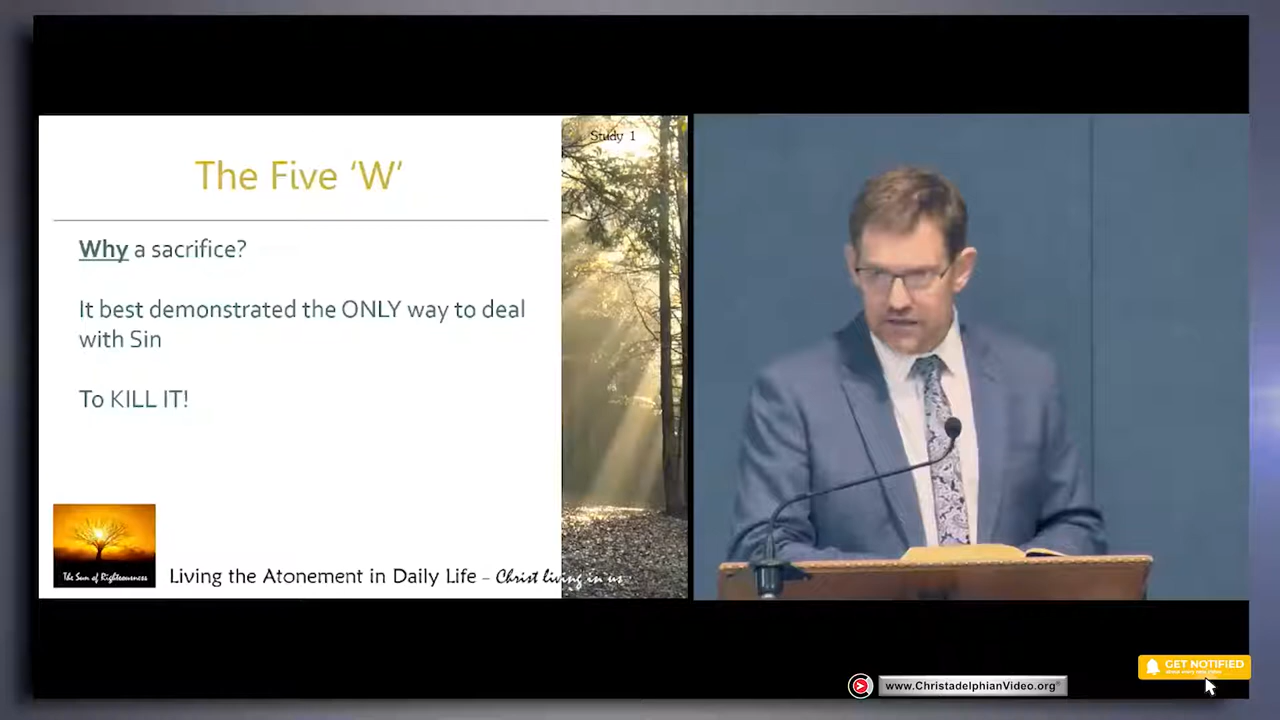 Study 1
The Five ‘W’
Why a sacrifice?
It best demonstrated the ONLY way to deal
with Sin
To KILL IT!
The Sun of Righteousness
Living the Atonement in Daily Life – Christ living in us
www.ChristadelphianVideo.org
GET NOTIFIED